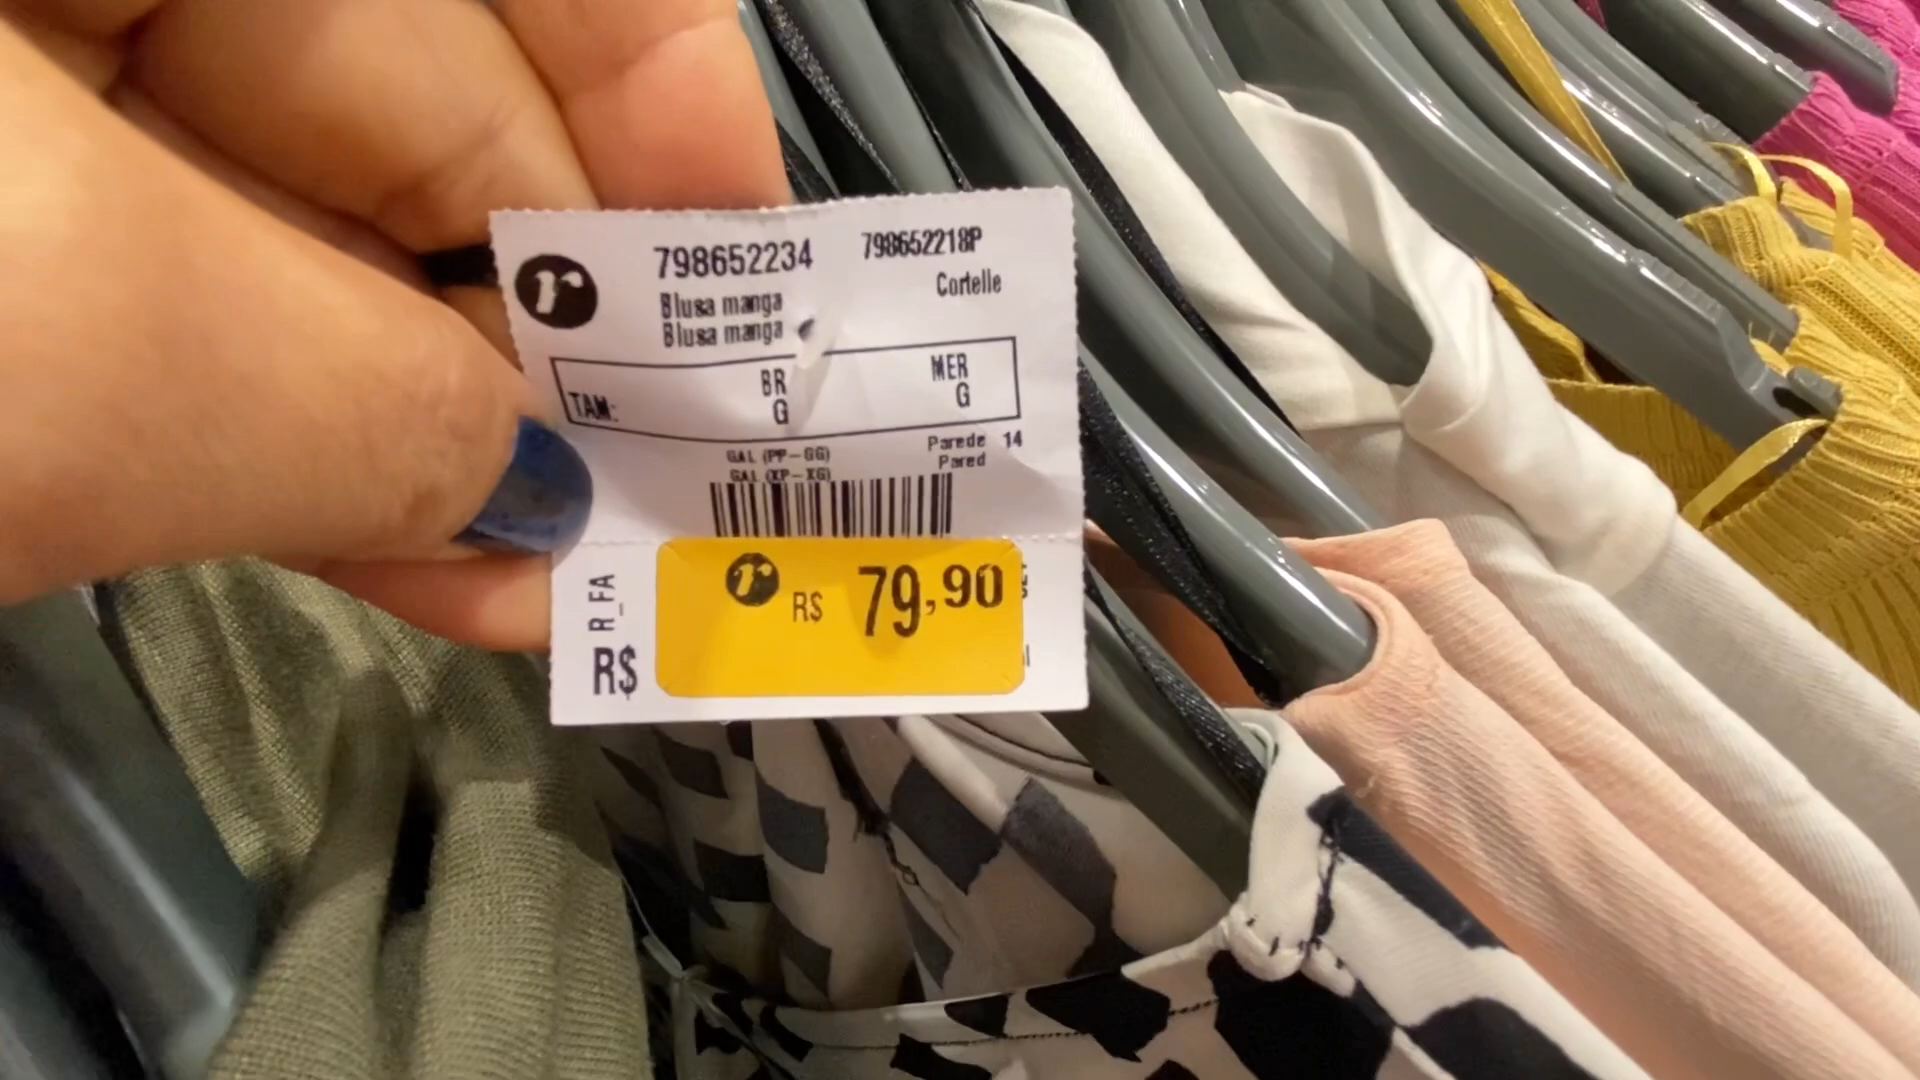 r
798652234 798652218P
Cortelle
Blusa manga
Blusa manga
BR MER
TAM: G G
GAL (PP-GG) Parede 14
GAL (XP-XG) Pared
R_FA
R$
r R$ 79,90